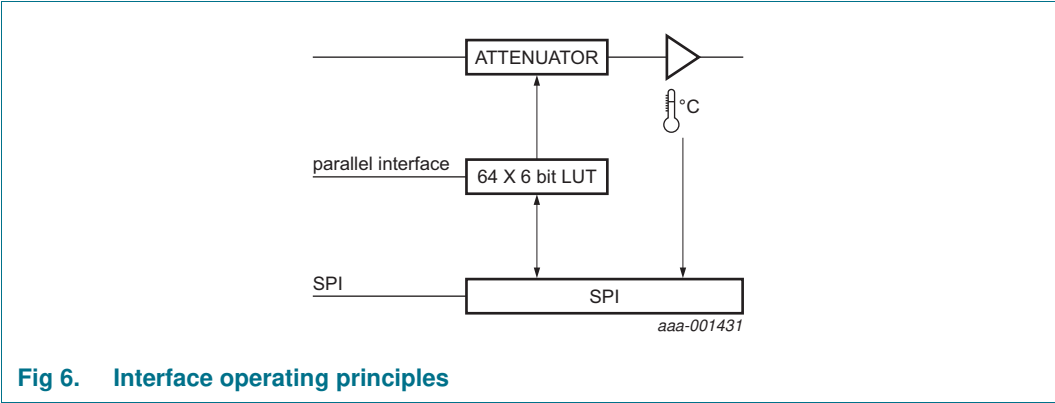 ATTENUATOR
°C
parallel interface
64 X 6 bit LUT
SPI
SPI
aaa-001431
Fig 6. Interface operating principles